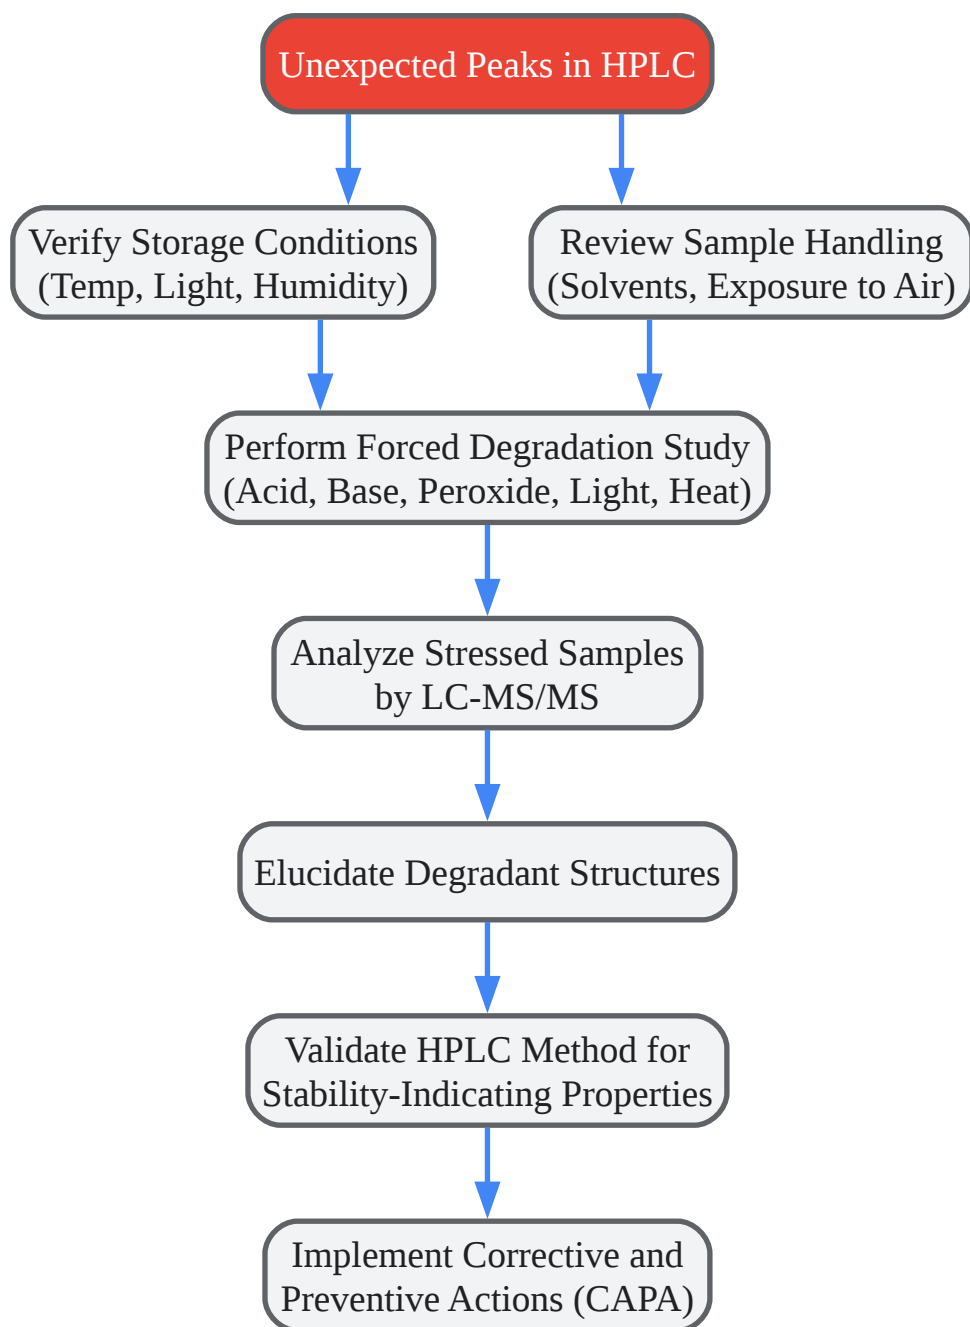 Unexpected Peaks in HPLC
Verify Storage Conditions
(Temp, Light, Humidity)
Review Sample Handling
(Solvents, Exposure to Air)
Perform Forced Degradation Study
(Acid, Base, Peroxide, Light, Heat)
Analyze Stressed Samples
by LC-MS/MS
Elucidate Degradant Structures
Validate HPLC Method for
Stability-Indicating Properties
Implement Corrective and
Preventive Actions (CAPA)